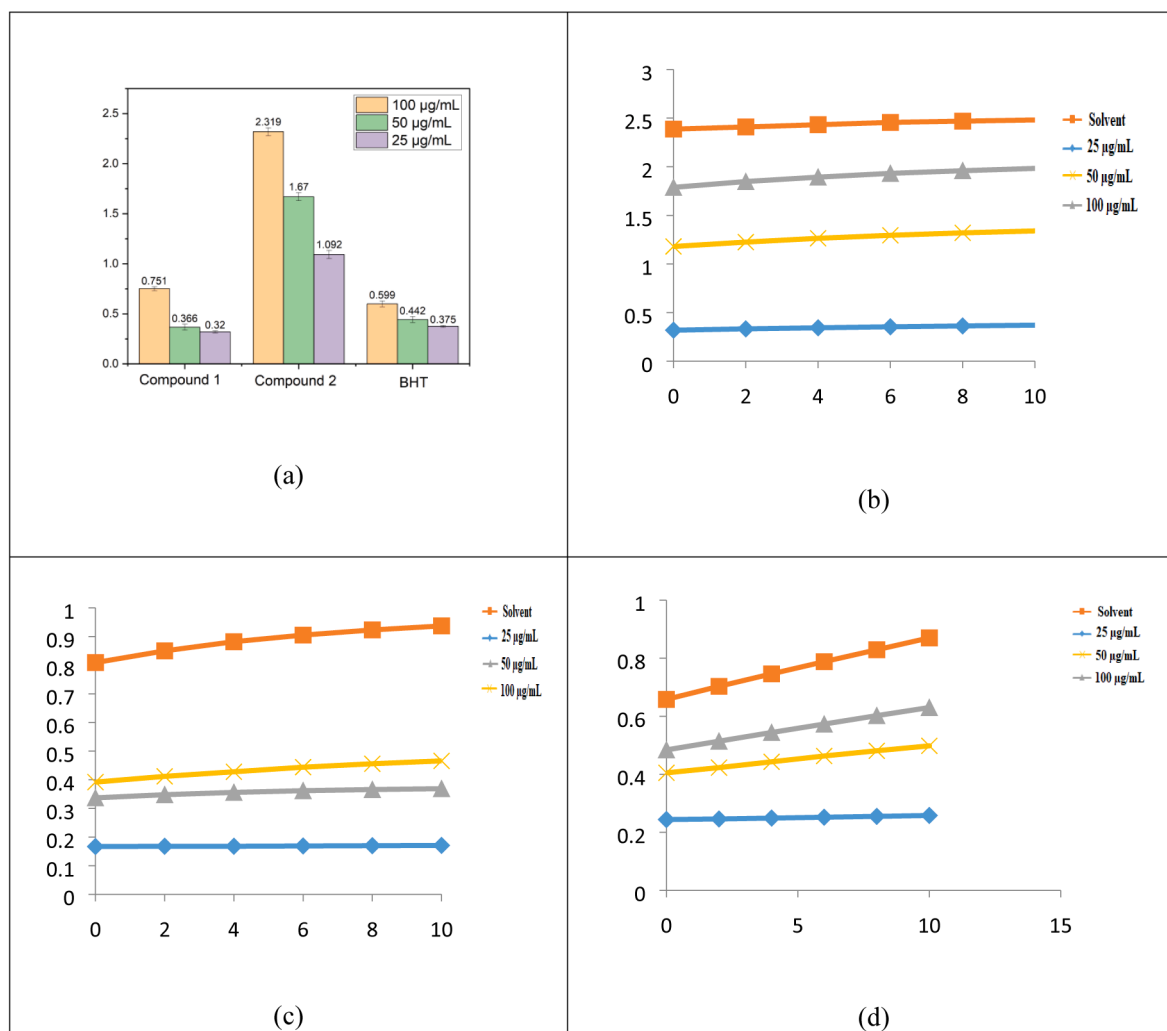 2.5
2.0
1.5
1.0
0.5
0.0
100 µg/mL
50 µg/mL
25 µg/mL
0.751
0.366
0.32
2.319
1.67
1.092
0.599
0.442
0.375
Compound 1
Compound 2
BHT
(a)
3
2.5
2
1.5
1
0.5
0
0 2 4 6 8 10
Solvent
25 µg/mL
50 µg/mL
100 µg/mL
(b)
1
0.9
0.8
0.7
0.6
0.5
0.4
0.3
0.2
0.1
0
0 2 4 6 8 10
Solvent
25 µg/mL
50 µg/mL
100 µg/mL
(c)
1
0.8
0.6
0.4
0.2
0
0 5 10 15
Solvent
25 µg/mL
50 µg/mL
100 µg/mL
(d)